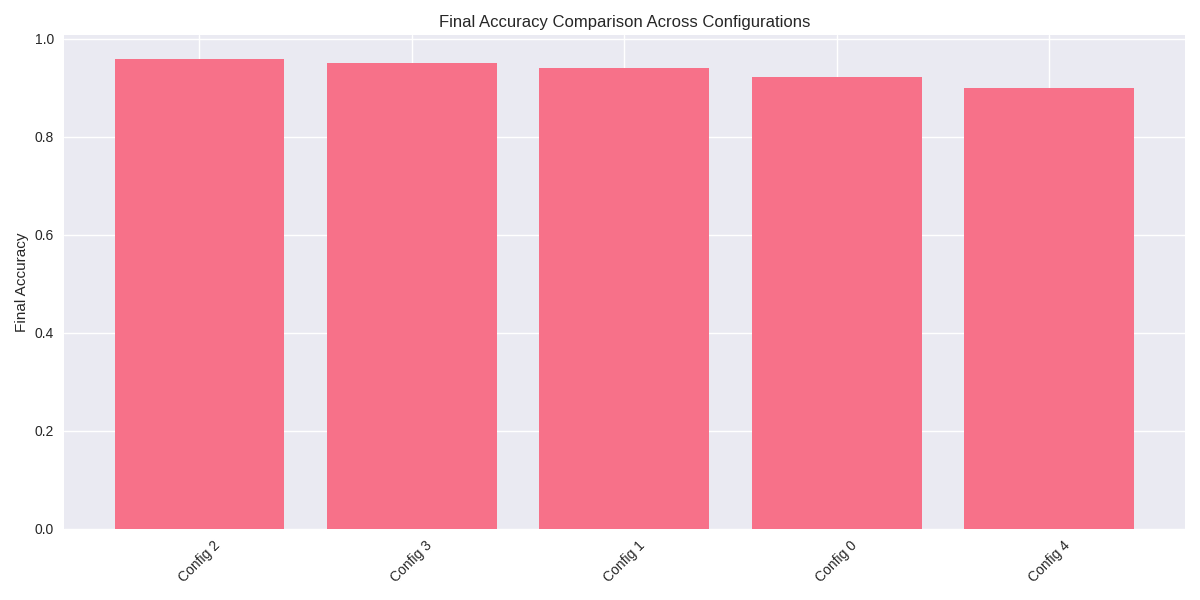 Final Accuracy Comparison Across Configurations
1.0
0.8
0.6
0.4
0.2
0.0
Final Accuracy
Config 2
Config 3
Config 1
Config 0
Config 4